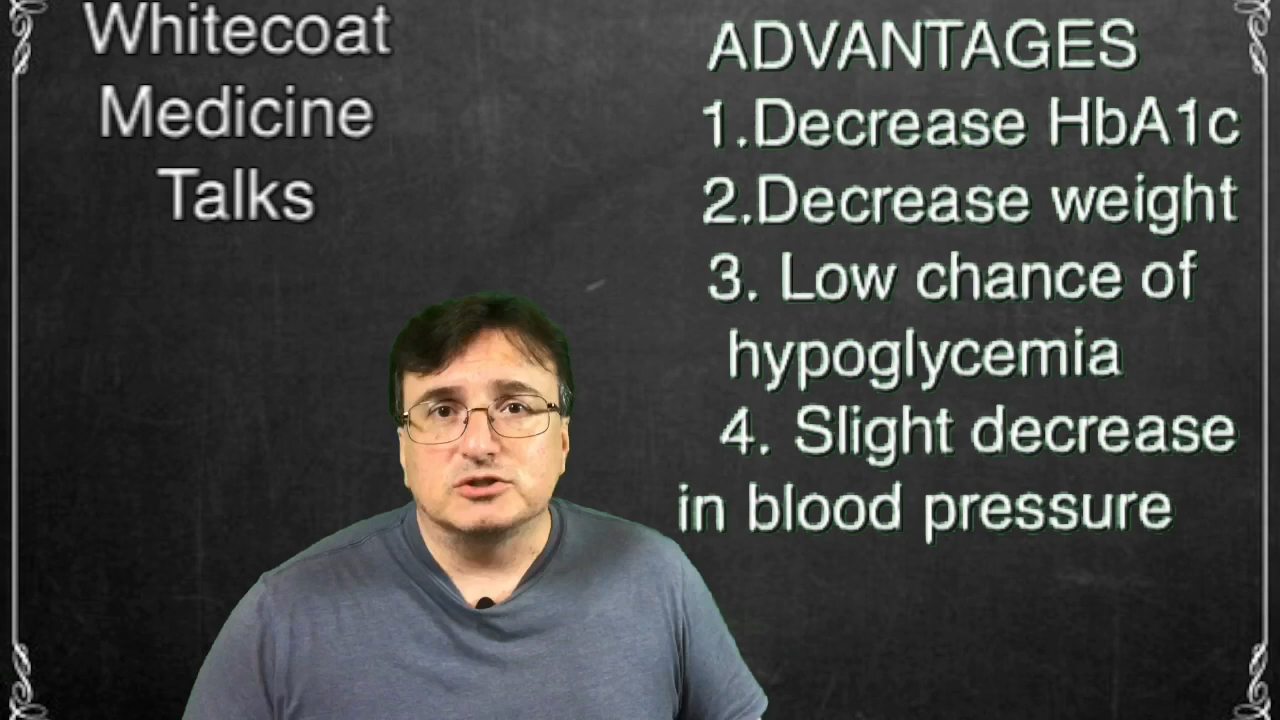 Whitecoat
Medicine
Talks
ADVANTAGES
1.Decrease HbA1c
2.Decrease weight
3. Low chance of
hypoglycemia
4. Slight decrease
in blood pressure